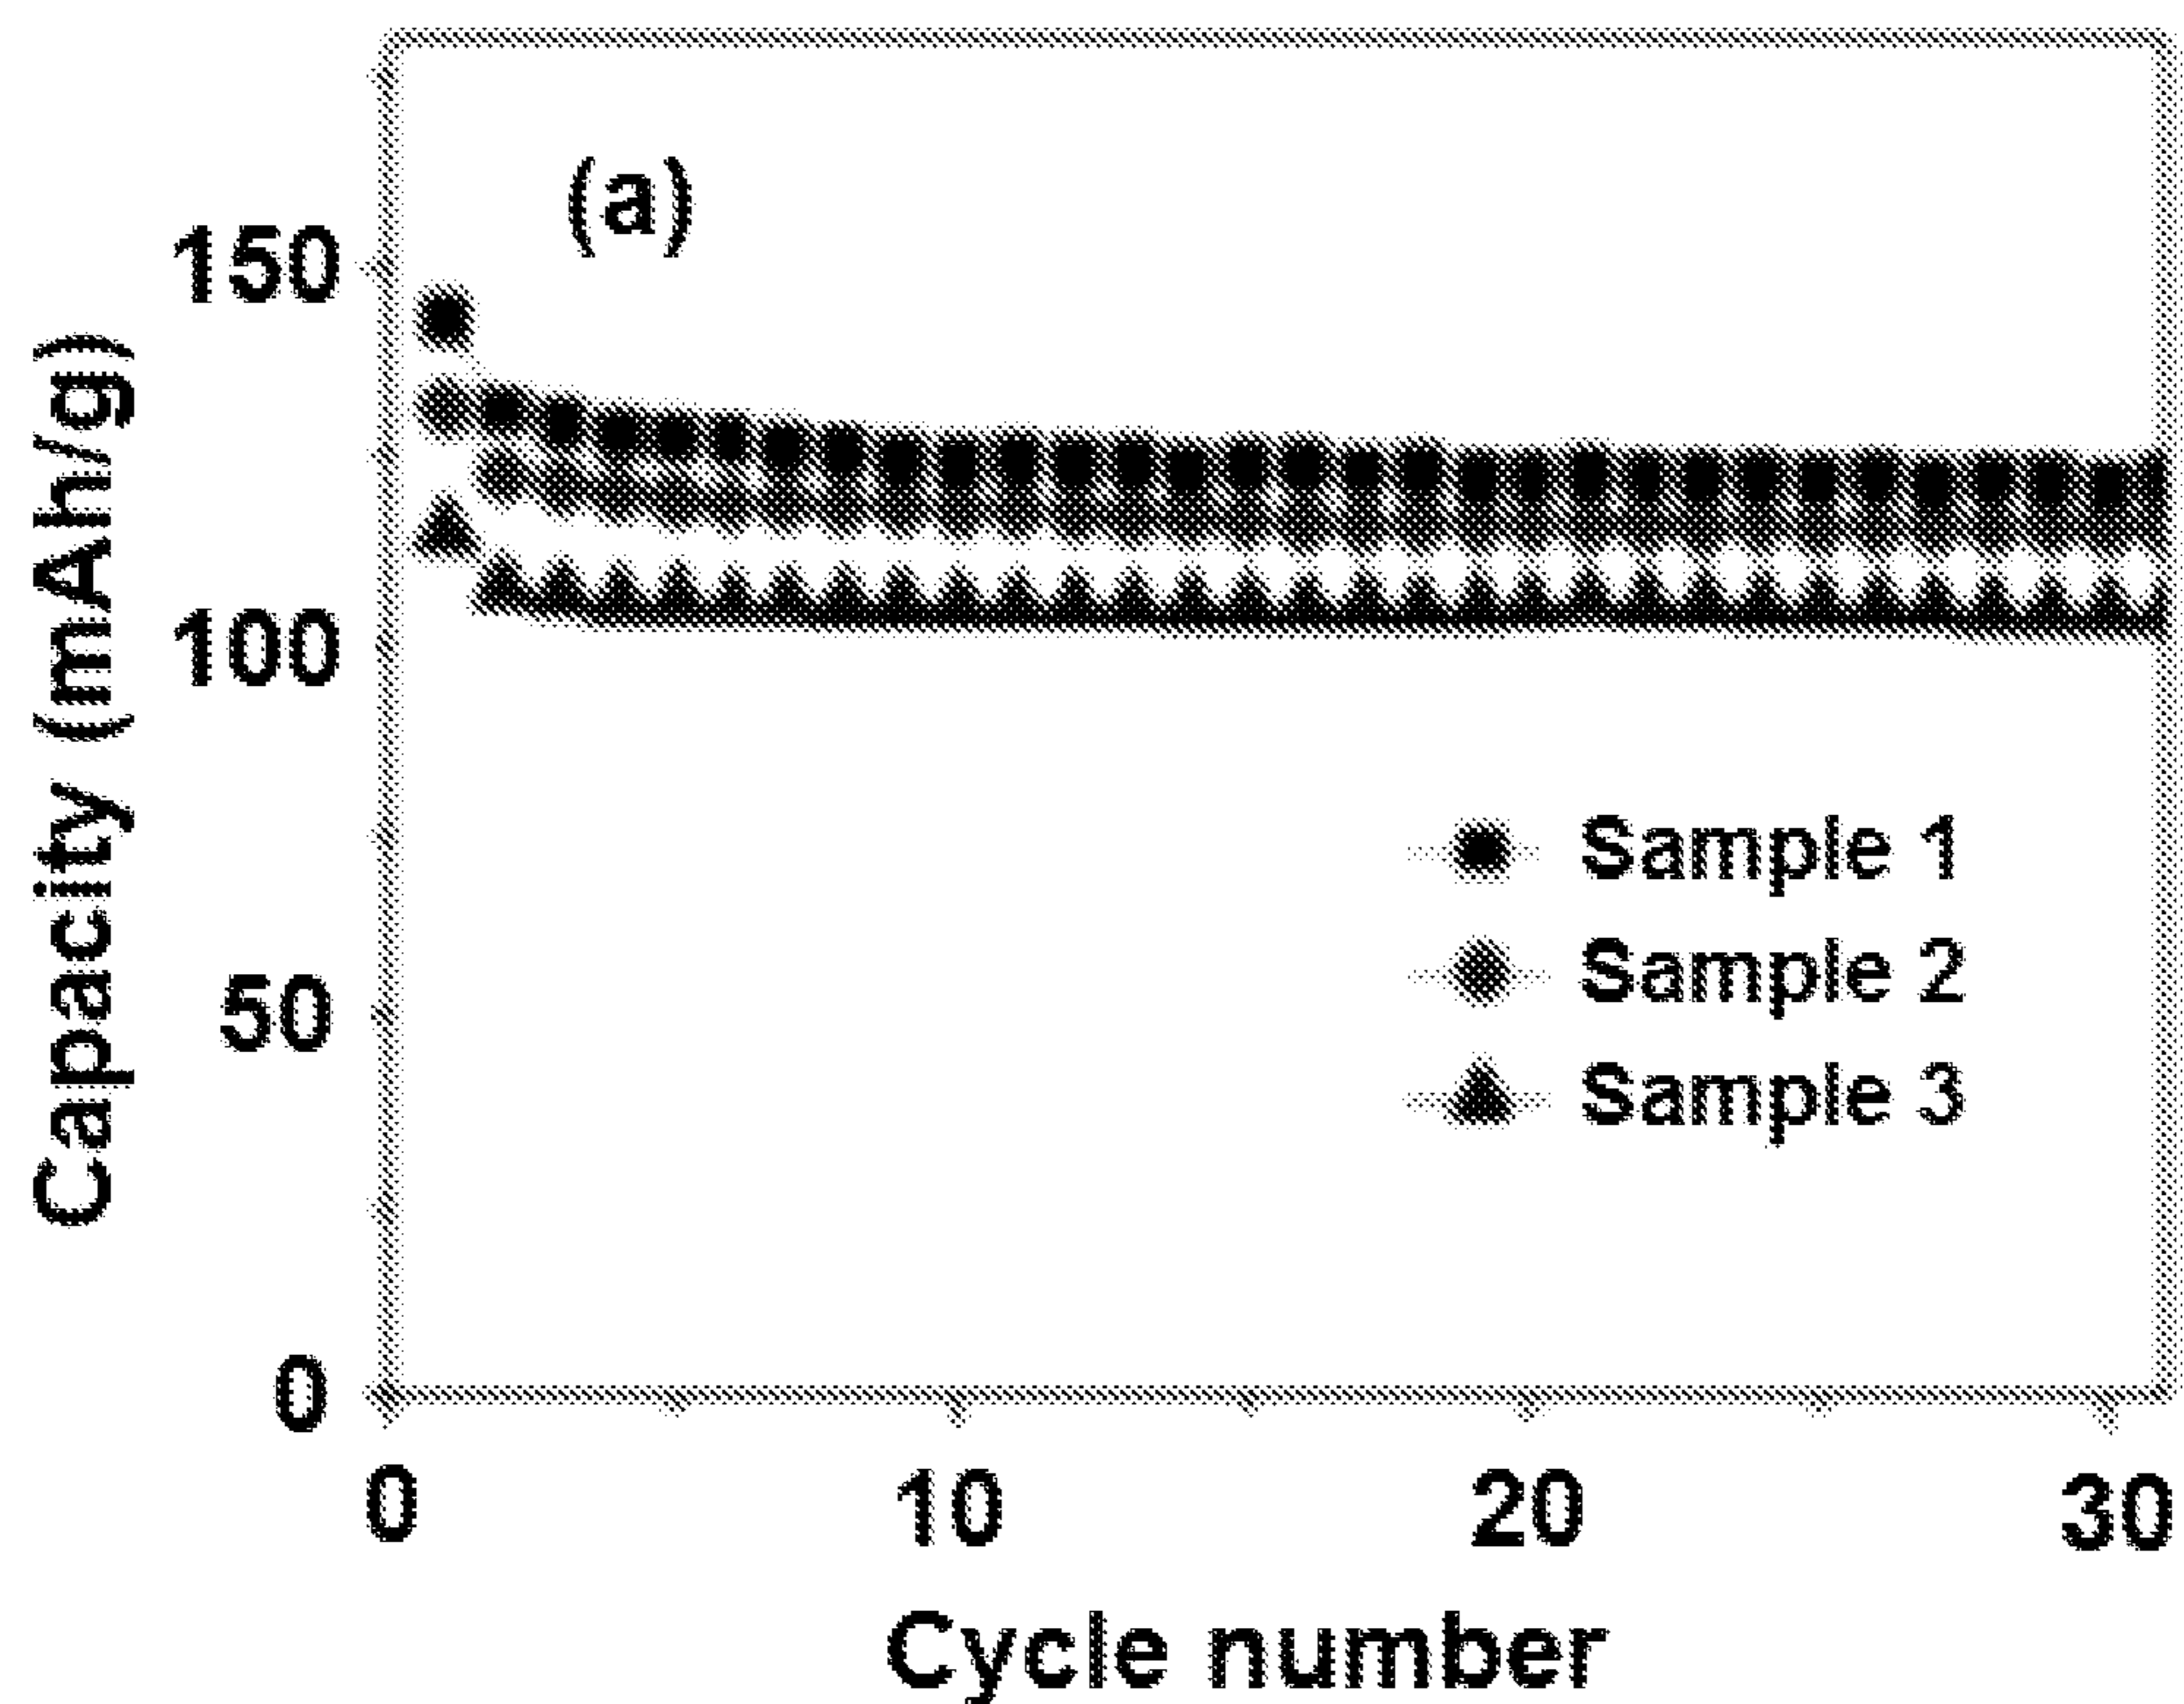 (a)
150
100
50
0
Capacity (mAh/g)
Sample 1
Sample 2
Sample 3
0 10 20 30
Cycle number